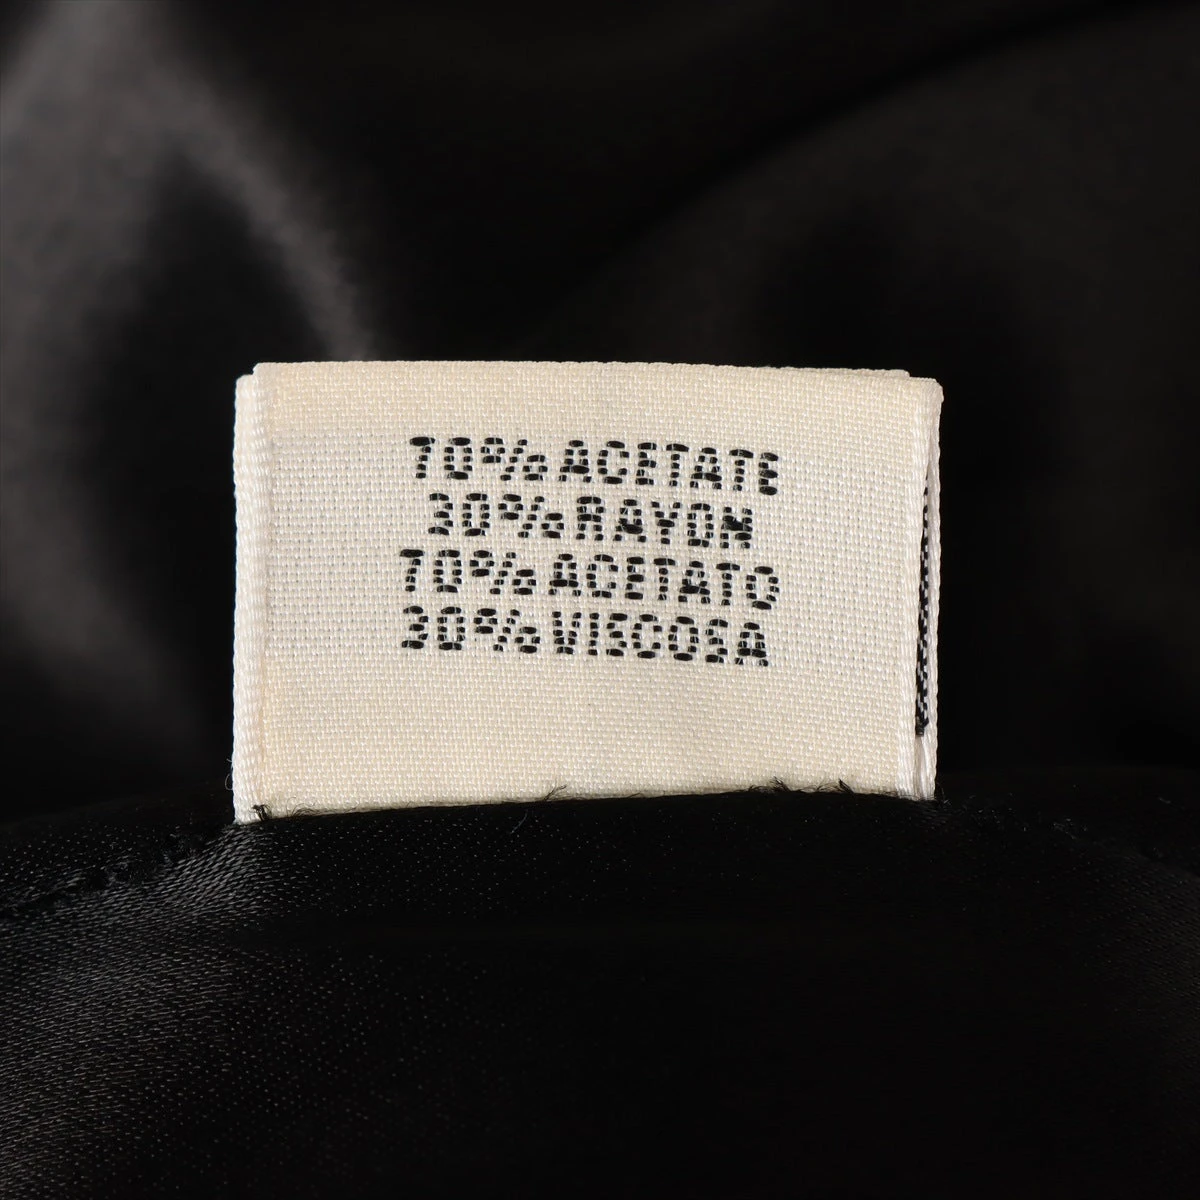 70% ACETATE
30% RAYON
70% ACETATO
30% VISCOSA